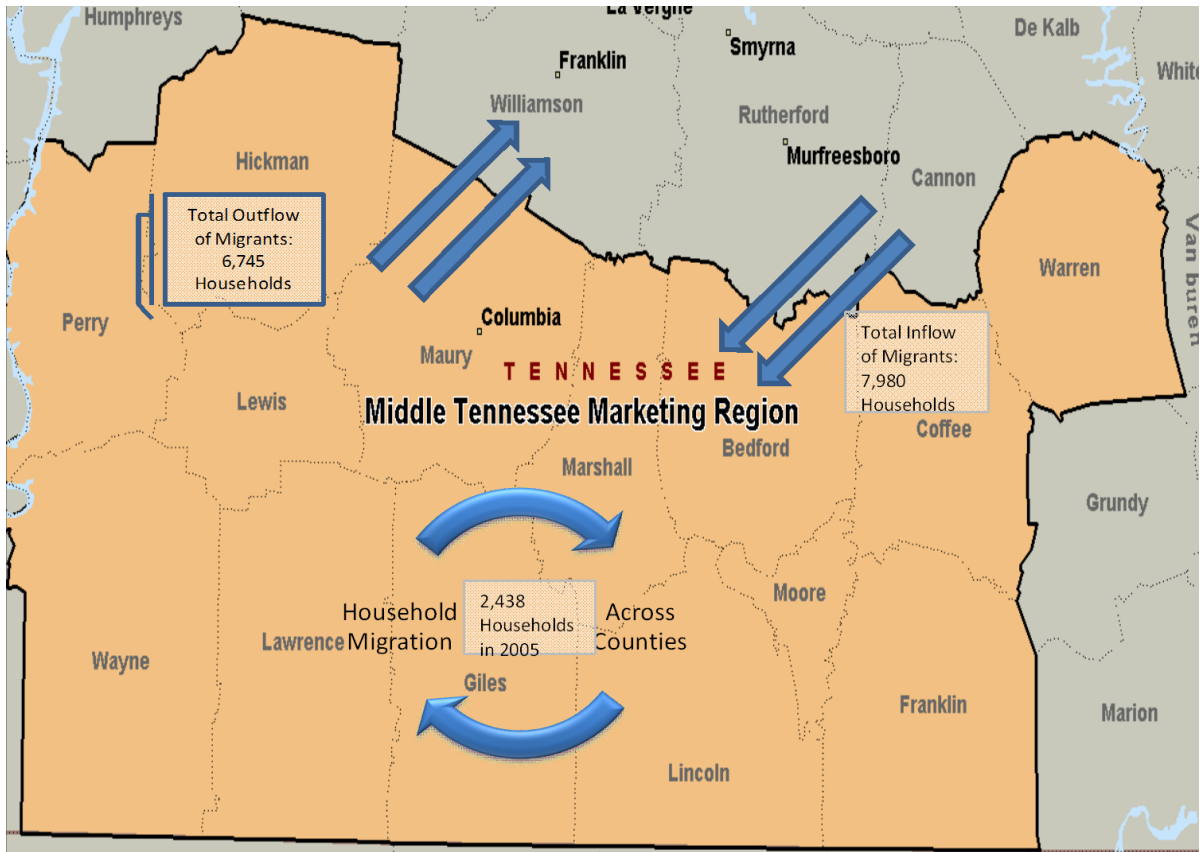 La Vergne
Humphreys
De Kalb
Smyrna
Franklin
White
Williamson
Rutherford
Murfreesboro
Hickman
Cannon
Total Outflow
of Migrants:
6,745
Households
Van buren
Warren
Perry
Columbia
Maury
Total Inflow
of Migrants:
7,980
Households
TENNESSEE
Lewis
Middle Tennessee Marketing Region
Coffee
Bedford
Marshall
Grundy
Moore
Household
Migration
2,438
Households
in 2005
Across
Counties
Lawrence
Wayne
Giles
Franklin
Marion
Lincoln